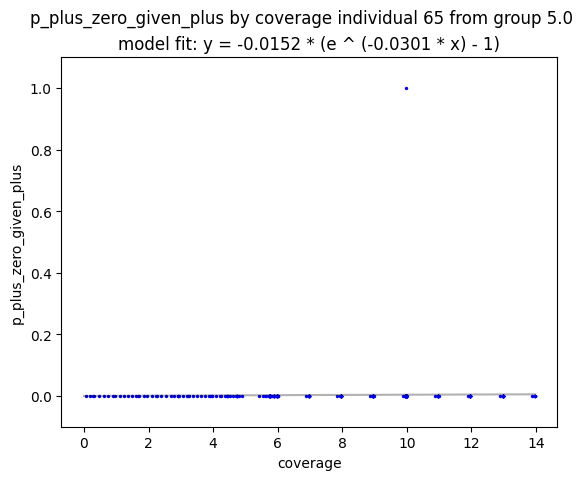 p_plus_zero_given_plus by coverage individual 65 from group 5.0
model fit: y = -0.0152 * (e ^ (-0.0301 * x) - 1)
p_plus_zero_given_plus
1.0
0.8
0.6
0.4
0.2
0.0
0 2 4 6 8 10 12 14
coverage